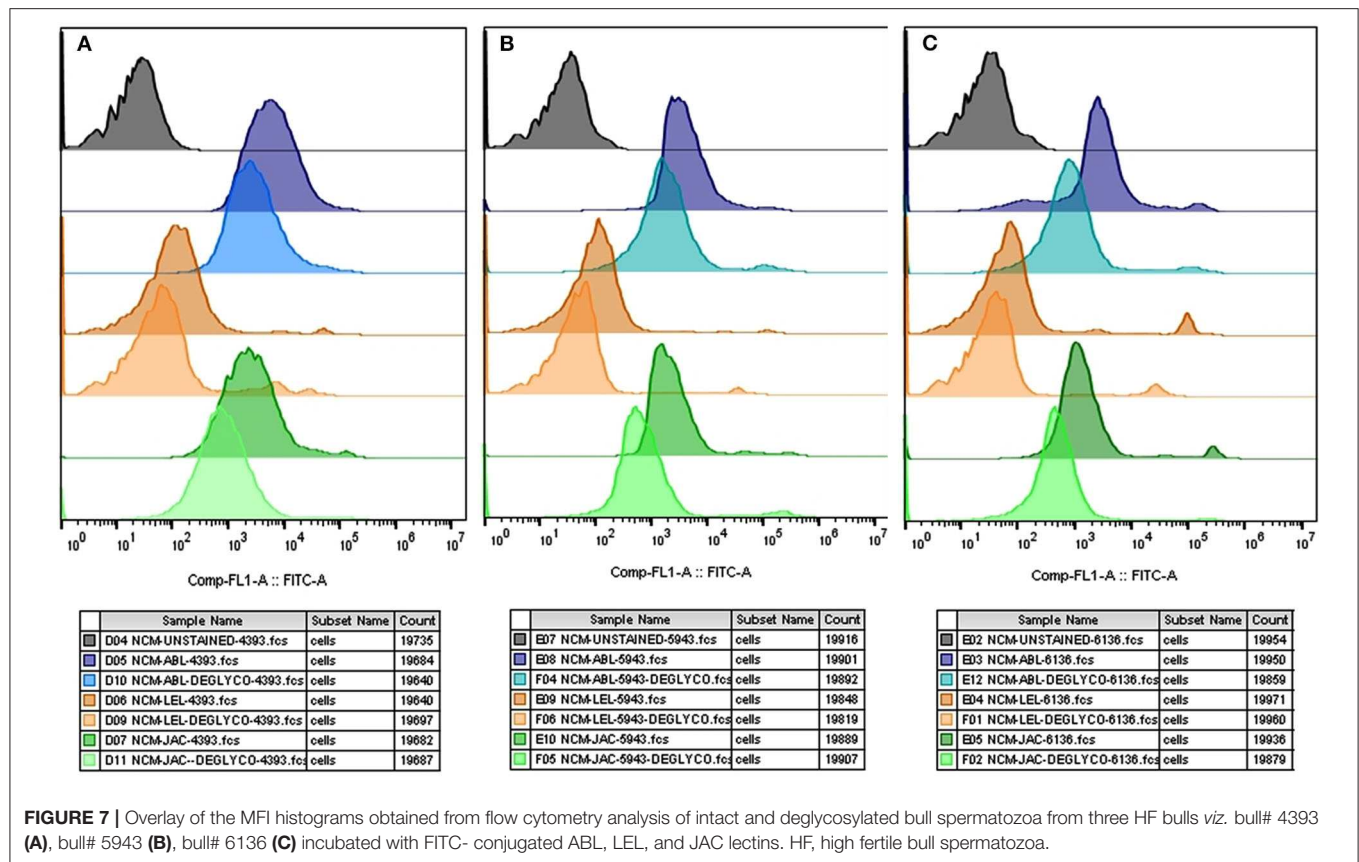 A
B
C
10^0 10^1 10^2 10^3 10^4 10^5 10^6 10^7
10^0 10^1 10^2 10^3 10^4 10^5 10^6 10^7
10^0 10^1 10^2 10^3 10^4 10^5 10^6 10^7
Comp-FL1-A :: FITC-A
Comp-FL1-A :: FITC-A
Comp-FL1-A :: FITC-A
Sample Name Subset Name Count
D04 NCM-UNSTAINED-4393.fcs cells 19735
D05 NCM-ABL-4393.fcs cells 19684
D10 NCM-ABL-DEGLYCO-4393.fcs cells 19640
D06 NCM-LEL-4393.fcs cells 19640
D09 NCM-LEL-DEGLYCO-4393.fcs cells 19697
D07 NCM-JAC-4393.fcs cells 19682
D11 NCM-JAC--DEGLYCO-4393.fcs cells 19687
Sample Name Subset Name Count
E07 NCM-UNSTAINED-5943.fcs cells 19916
E08 NCM-ABL-5943.fcs cells 19901
F04 NCM-ABL-5943-DEGLYCO.fcs cells 19892
E09 NCM-LEL-5943.fcs cells 19848
F06 NCM-LEL-5943-DEGLYCO.fcs cells 19819
E10 NCM-JAC-5943.fcs cells 19889
F05 NCM-JAC-5943-DEGLYCO.fcs cells 19907
Sample Name Subset Name Count
E02 NCM-UNSTAINED-6136.fcs cells 19954
E03 NCM-ABL-6136.fcs cells 19950
E12 NCM-ABL-DEGLYCO-6136.fcs cells 19859
E04 NCM-LEL-6136.fcs cells 19971
F01 NCM-LEL-DEGLYCO-6136.fcs cells 19960
E05 NCM-JAC-6136.fcs cells 19936
F02 NCM-JAC-DEGLYCO-6136.fcs cells 19879
FIGURE 7 | Overlay of the MFI histograms obtained from flow cytometry analysis of intact and deglycosylated bull spermatozoa from three HF bulls viz. bull# 4393
(A), bull# 5943 (B), bull# 6136 (C) incubated with FITC- conjugated ABL, LEL, and JAC lectins. HF, high fertile bull spermatozoa.